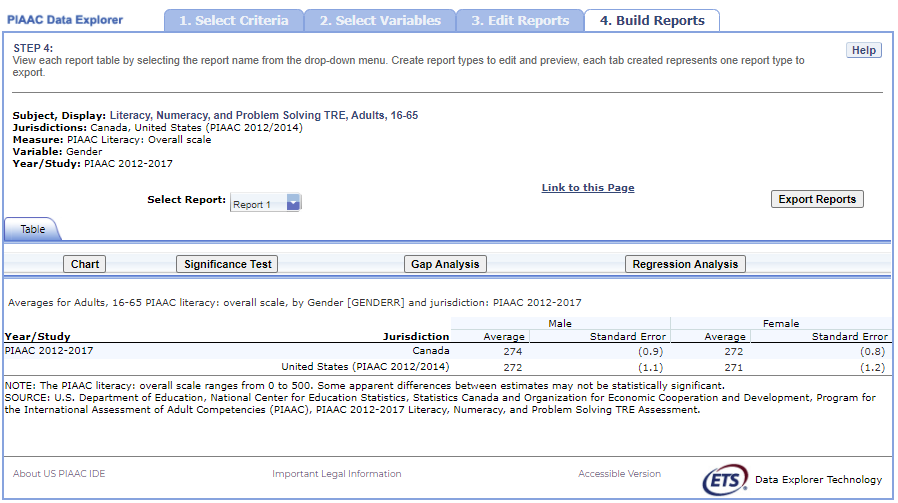 PIAAC Data Explorer
1. Select Criteria
2. Select Variables
3. Edit Reports
4. Build Reports
STEP 4:
View each report table by selecting the report name from the drop-down menu. Create report types to edit and preview, each tab created represents one report type to
export.
Help
Subject, Display: Literacy, Numeracy, and Problem Solving TRE, Adults, 16-65
Jurisdictions: Canada, United States (PIAAC 2012/2014)
Measure: PIAAC Literacy: Overall scale
Variable: Gender
Year/Study: PIAAC 2012-2017
Select Report: Report 1
Link to this Page
Export Reports
Table
Chart
Significance Test
Gap Analysis
Regression Analysis
Averages for Adults, 16-65 PIAAC literacy: overall scale, by Gender [GENDERR] and jurisdiction: PIAAC 2012-2017
Male Female
Year/Study Jurisdiction Average Standard Error Average Standard Error
PIAAC 2012-2017 Canada 274 (0.9) 272 (0.8)
United States (PIAAC 2012/2014) 272 (1.1) 271 (1.2)
NOTE: The PIAAC literacy: overall scale ranges from 0 to 500. Some apparent differences between estimates may not be statistically significant.
SOURCE: U.S. Department of Education, National Center for Education Statistics, Statistics Canada and Organization for Economic Cooperation and Development, Program for
the International Assessment of Adult Competencies (PIAAC), PIAAC 2012-2017 Literacy, Numeracy, and Problem Solving TRE Assessment.
About US PIAAC IDE
Important Legal Information
Accessible Version
ETS Data Explorer Technology